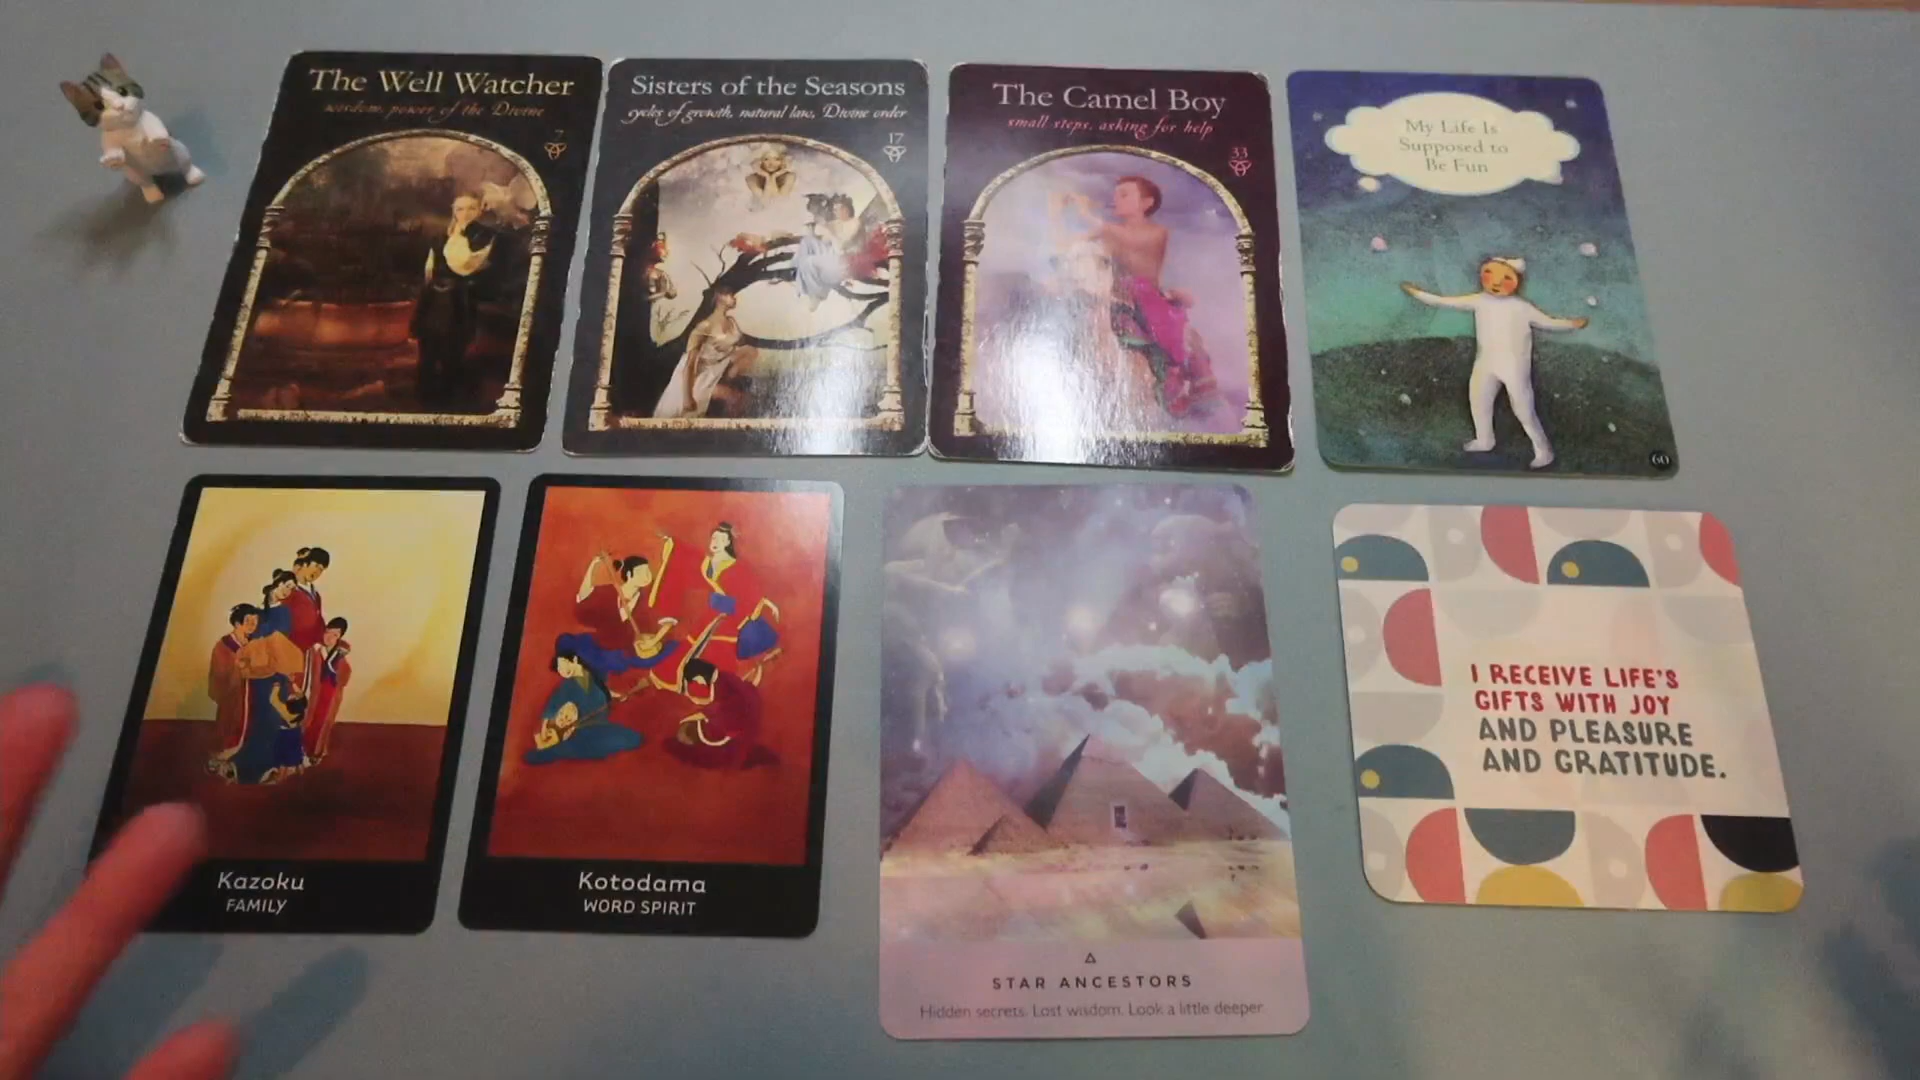 The Well Watcher
wisdom, power of the Divine
7
Sisters of the Seasons
cycles of growth, natural law, Divine order
17
The Camel Boy
small steps, asking for help
33
My Life Is
Supposed to
Be Fun
60
Kazoku
FAMILY
Kotodama
WORD SPIRIT
STAR ANCESTORS
Hidden secrets. Lost wisdom. Look a little deeper.
I RECEIVE LIFE'S
GIFTS WITH JOY
AND PLEASURE
AND GRATITUDE.